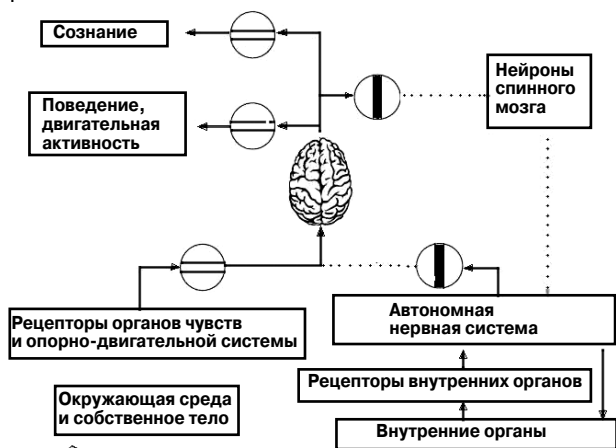 Сознание
Поведение,
двигательная
активность
Нейроны
спинного
мозга
Рецепторы органов чувств
и опорно-двигательной системы
Автономная
нервная система
Рецепторы внутренних органов
Окружающая среда
и собственное тело
Внутренние органы